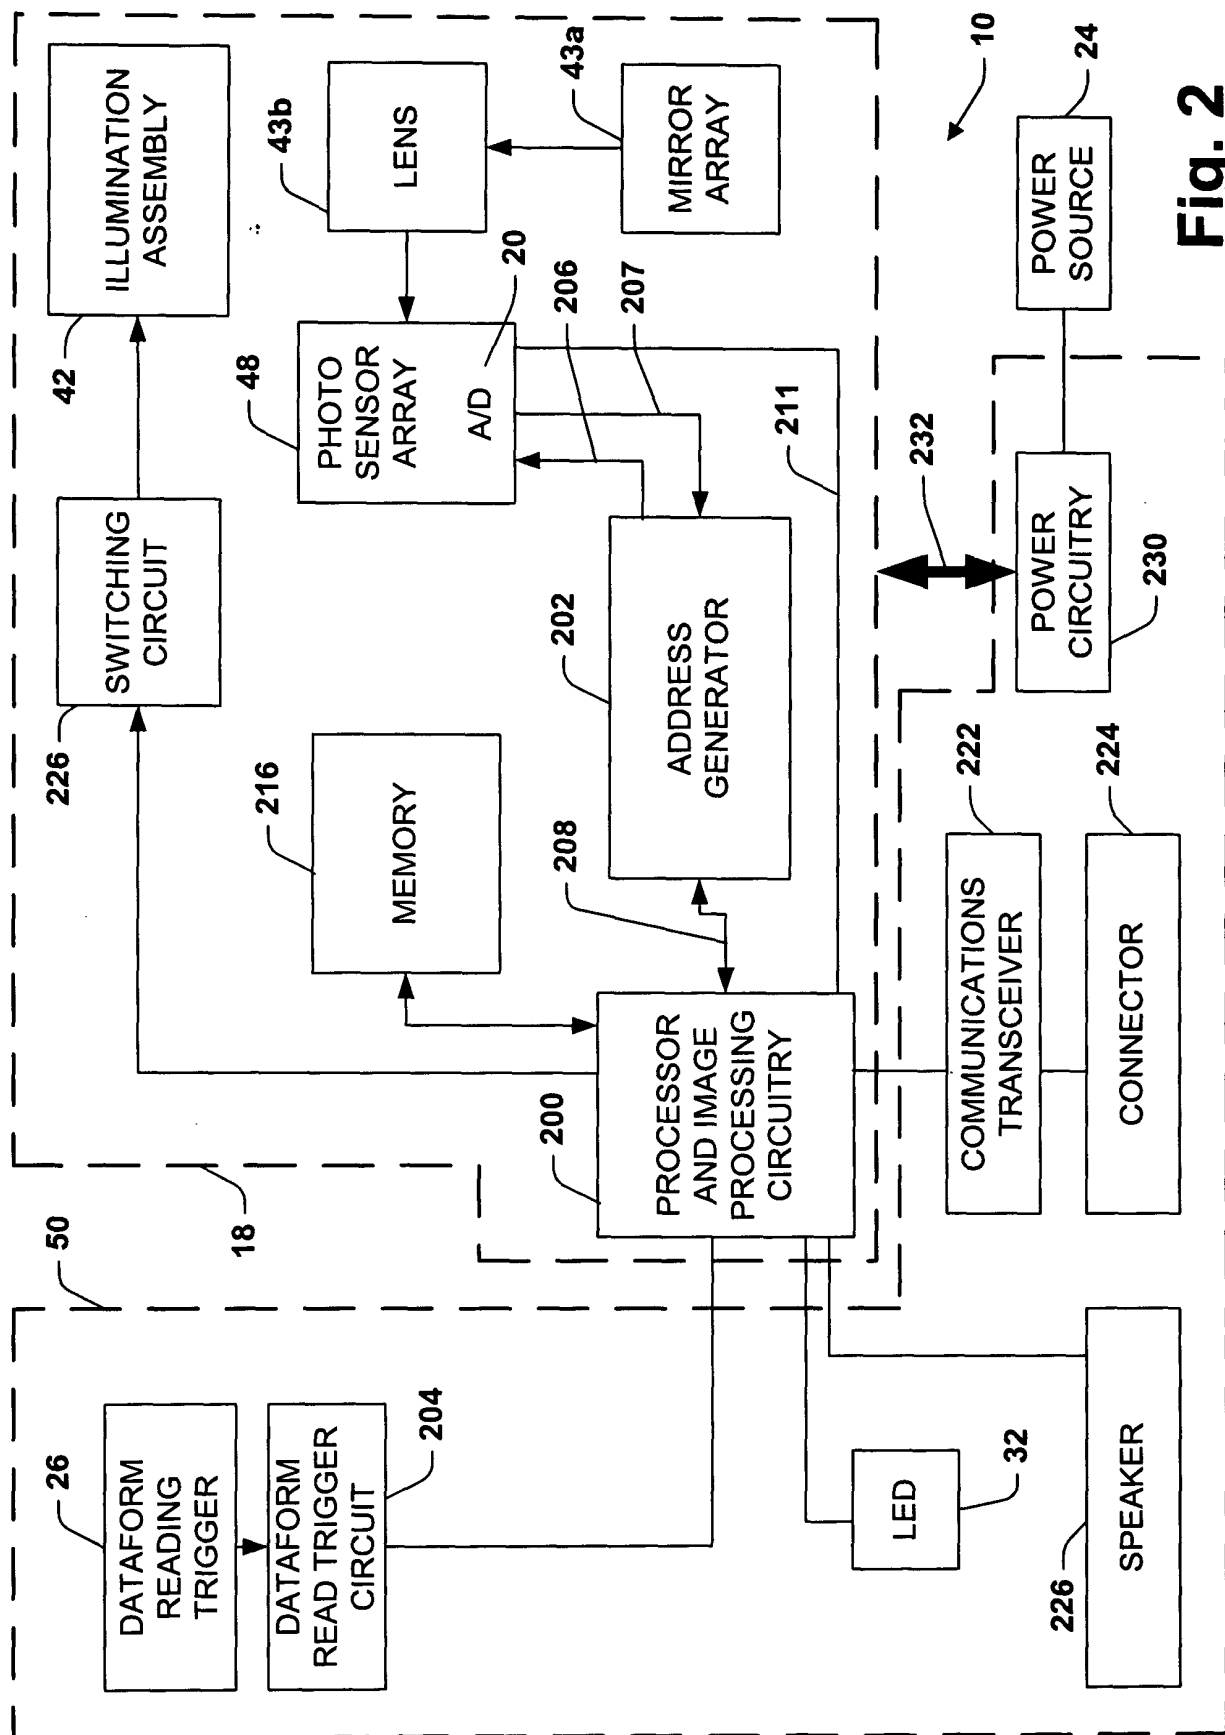 50
26
DATAFORM
READING
TRIGGER
DATAFORM
READ TRIGGER
CIRCUIT
204
18
226
SWITCHING
CIRCUIT
42
ILLUMINATION
ASSEMBLY
216
MEMORY
48
PHOTO
SENSOR
ARRAY
A/D
20
43b
LENS
43a
MIRROR
ARRAY
206
207
202
ADDRESS
GENERATOR
208
211
200
PROCESSOR
AND IMAGE
PROCESSING
CIRCUITRY
LED
32
226
SPEAKER
COMMUNICATIONS
TRANSCEIVER
222
CONNECTOR
224
232
POWER
CIRCUITRY
230
POWER
SOURCE
24
10
Fig. 2